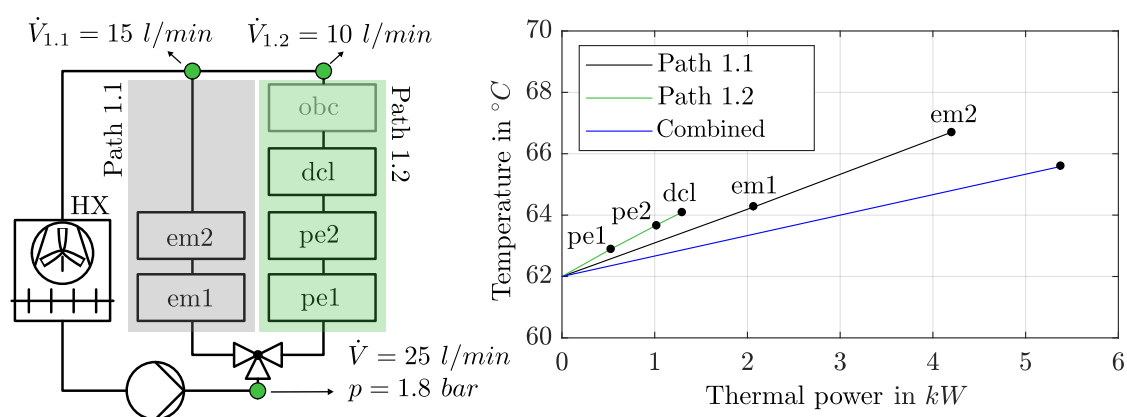 V̇₁.₁ = 15 l/min
V̇₁.₂ = 10 l/min
Path 1.1
Path 1.2
obc
dcl
HX
em2
pe2
em1
pe1
V̇ = 25 l/min
p = 1.8 bar
Temperature in °C
70
68
66
64
62
60
Path 1.1
Path 1.2
Combined
em2
em1
dcl
pe2
pe1
0
1
2
3
4
5
6
Thermal power in kW